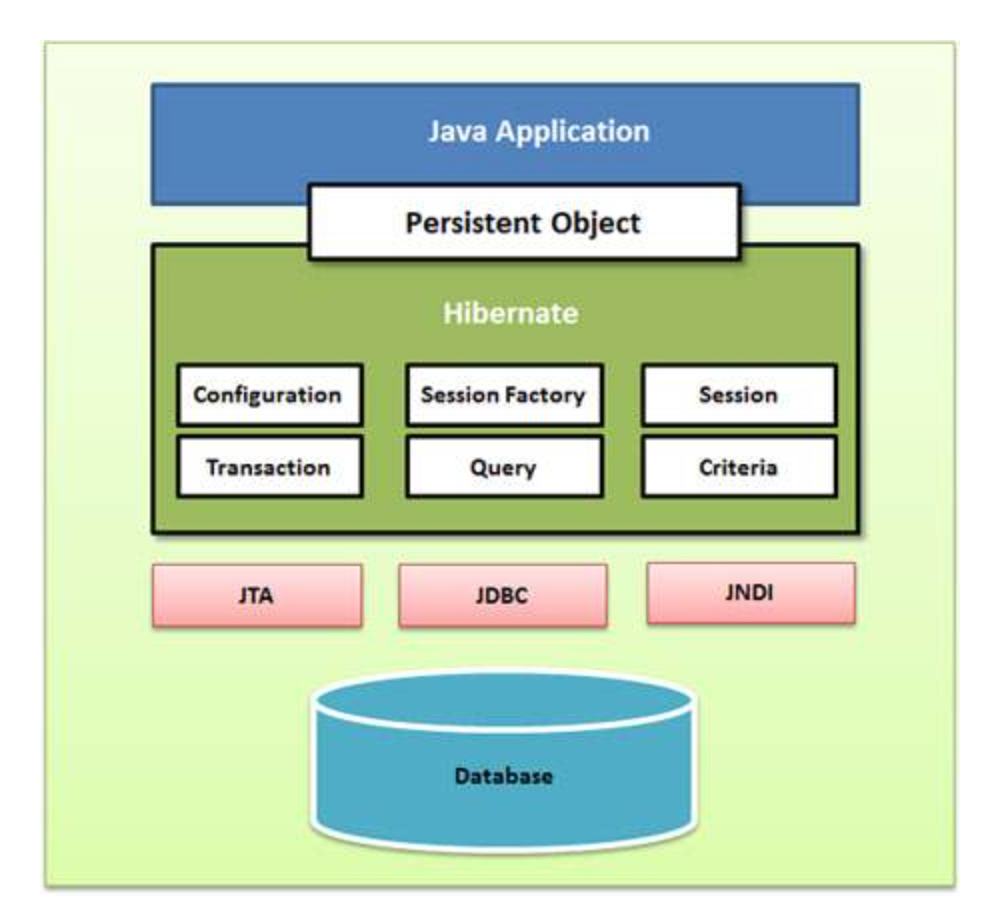 Java Application
Persistent Object
Hibernate
Configuration
Session Factory
Session
Transaction
Query
Criteria
JTA
JDBC
JNDI
Database